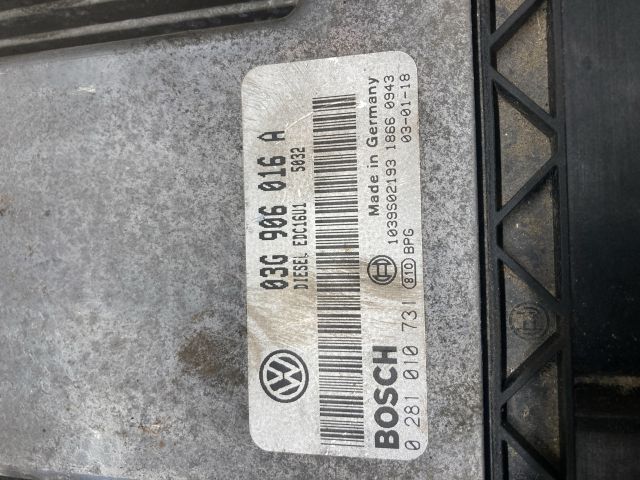 03G 906 016 A
DIESEL EDC16U1 5032
BOSCH
0 281 010 731
810 BPG
Made in Germany
1039S02193 1866 0943
03-01-18